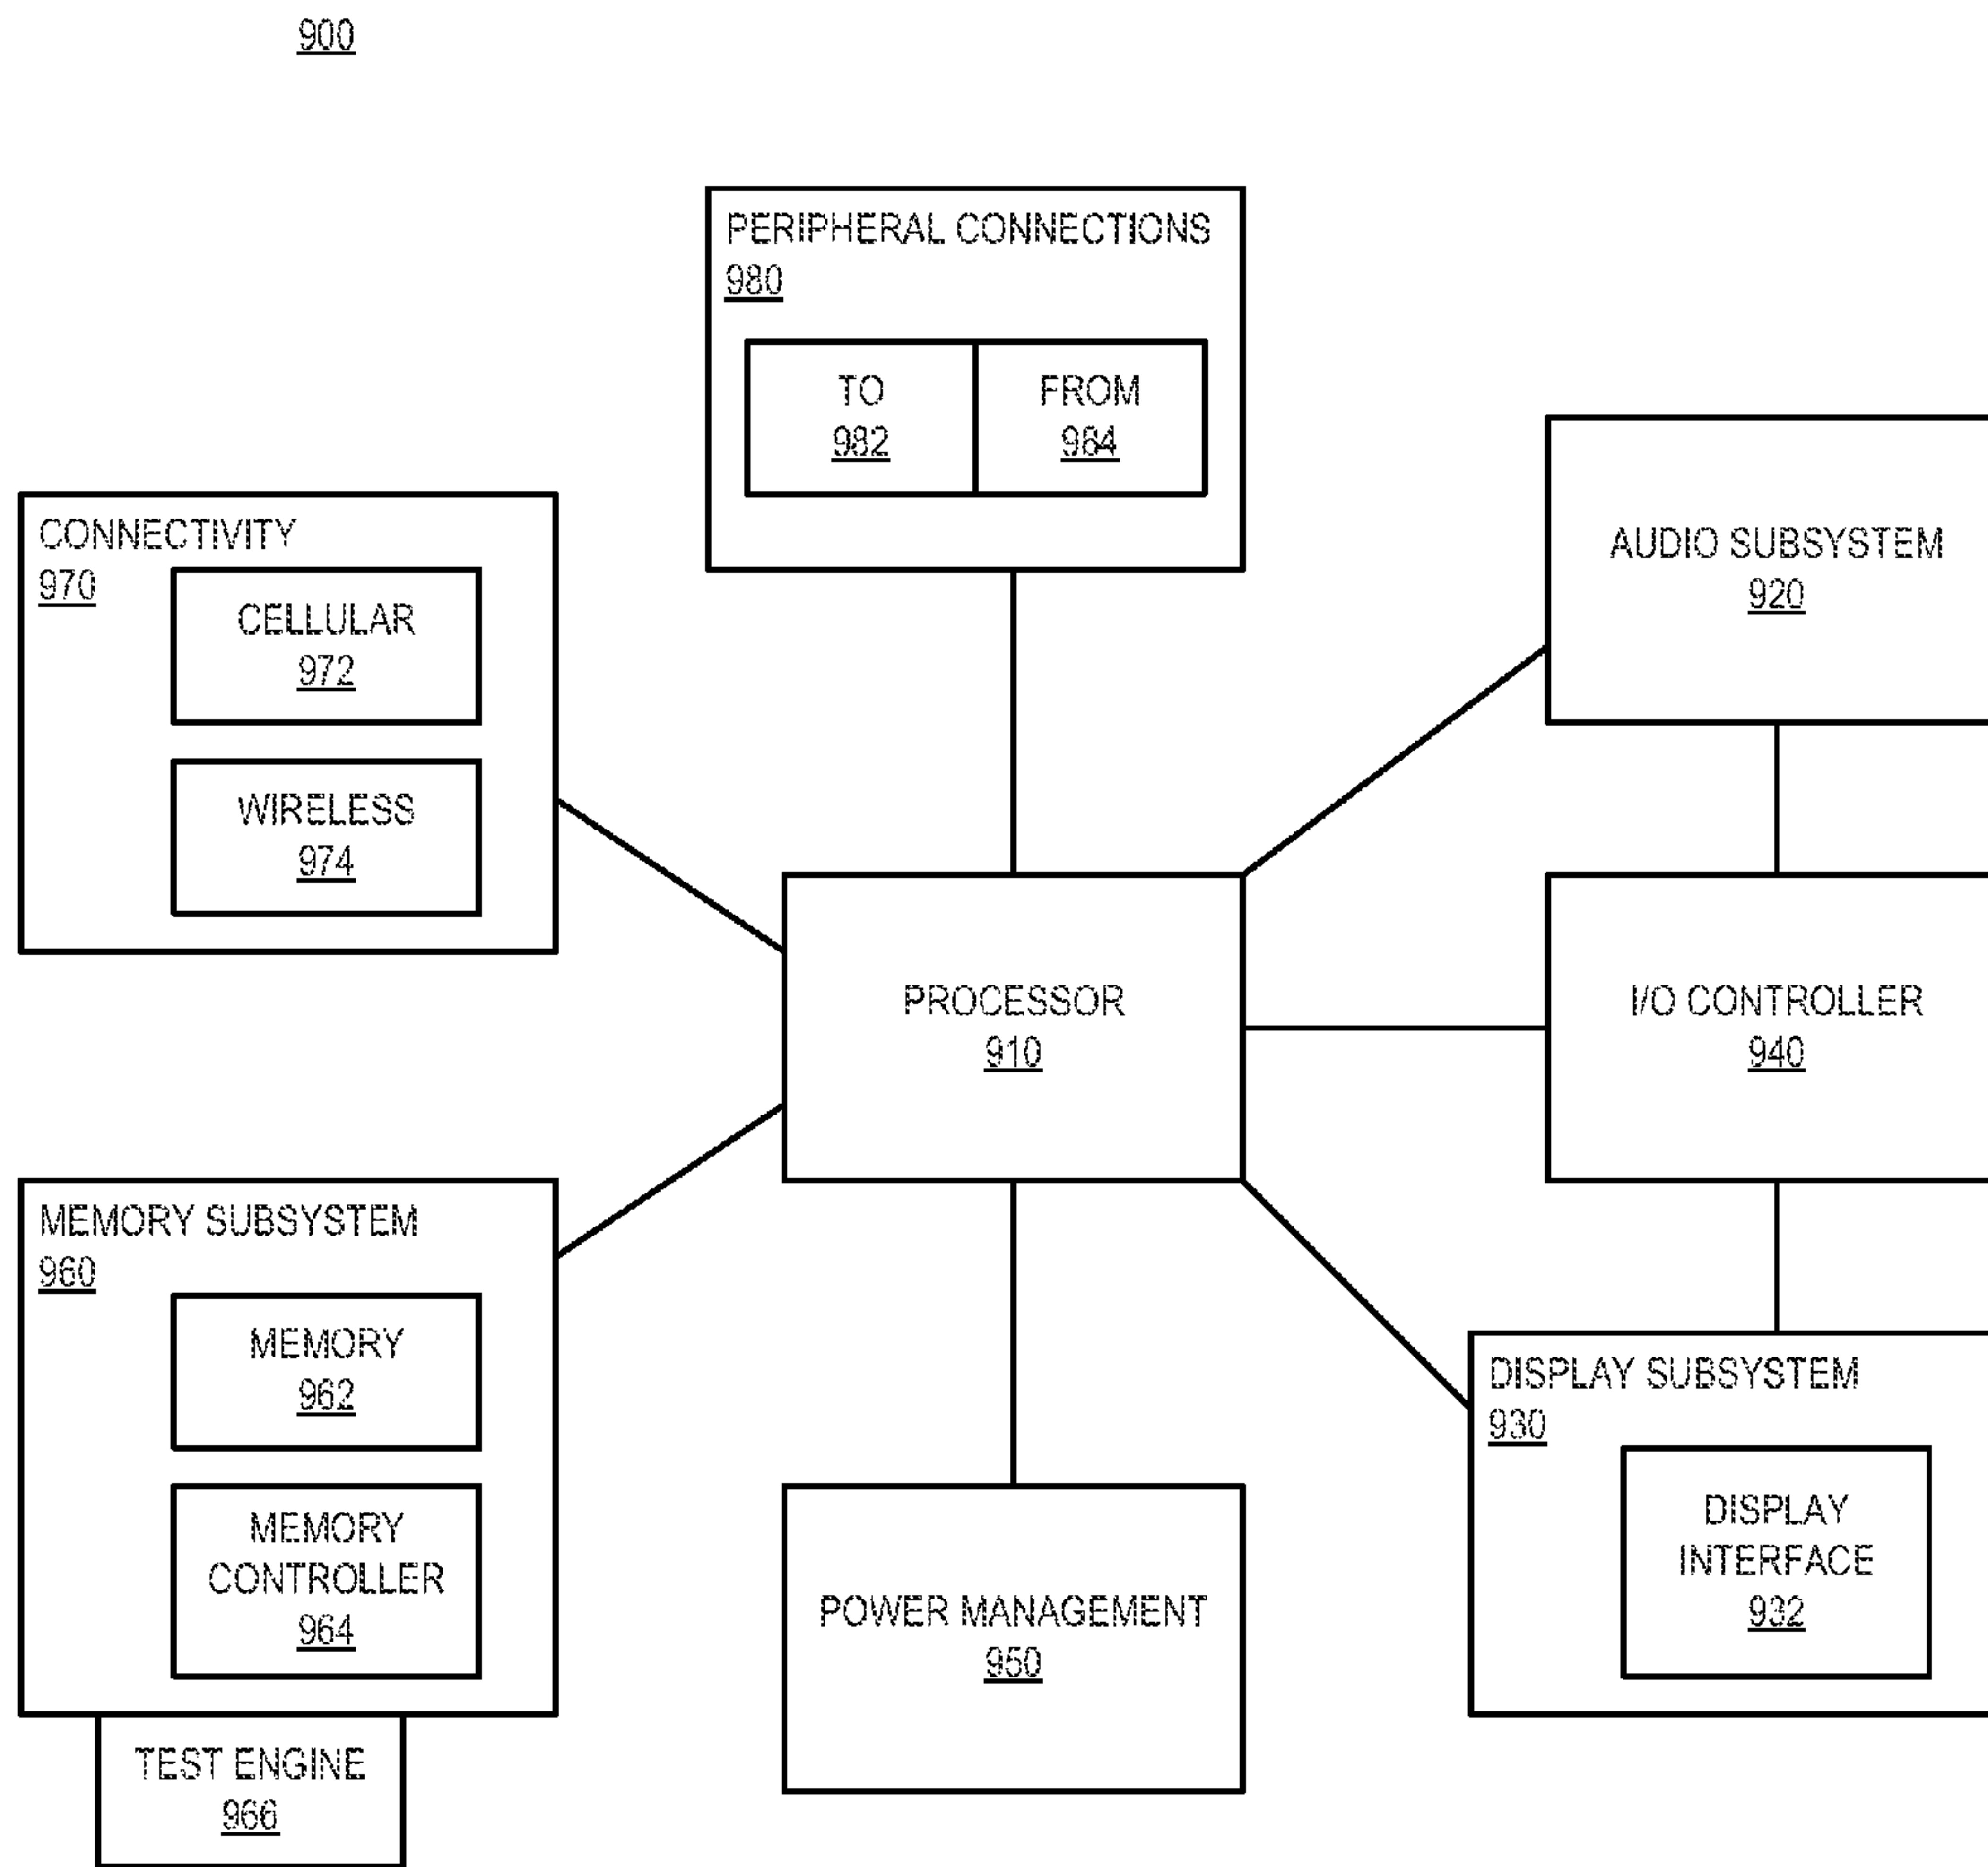 900
PERIPHERAL CONNECTIONS
980
TO
982
FROM
984
CONNECTIVITY
970
CELLULAR
972
WIRELESS
974
AUDIO SUBSYSTEM
920
PROCESSOR
910
I/O CONTROLLER
940
MEMORY SUBSYSTEM
960
MEMORY
962
MEMORY
CONTROLLER
964
TEST ENGINE
966
POWER MANAGEMENT
950
DISPLAY SUBSYSTEM
930
DISPLAY
INTERFACE
932